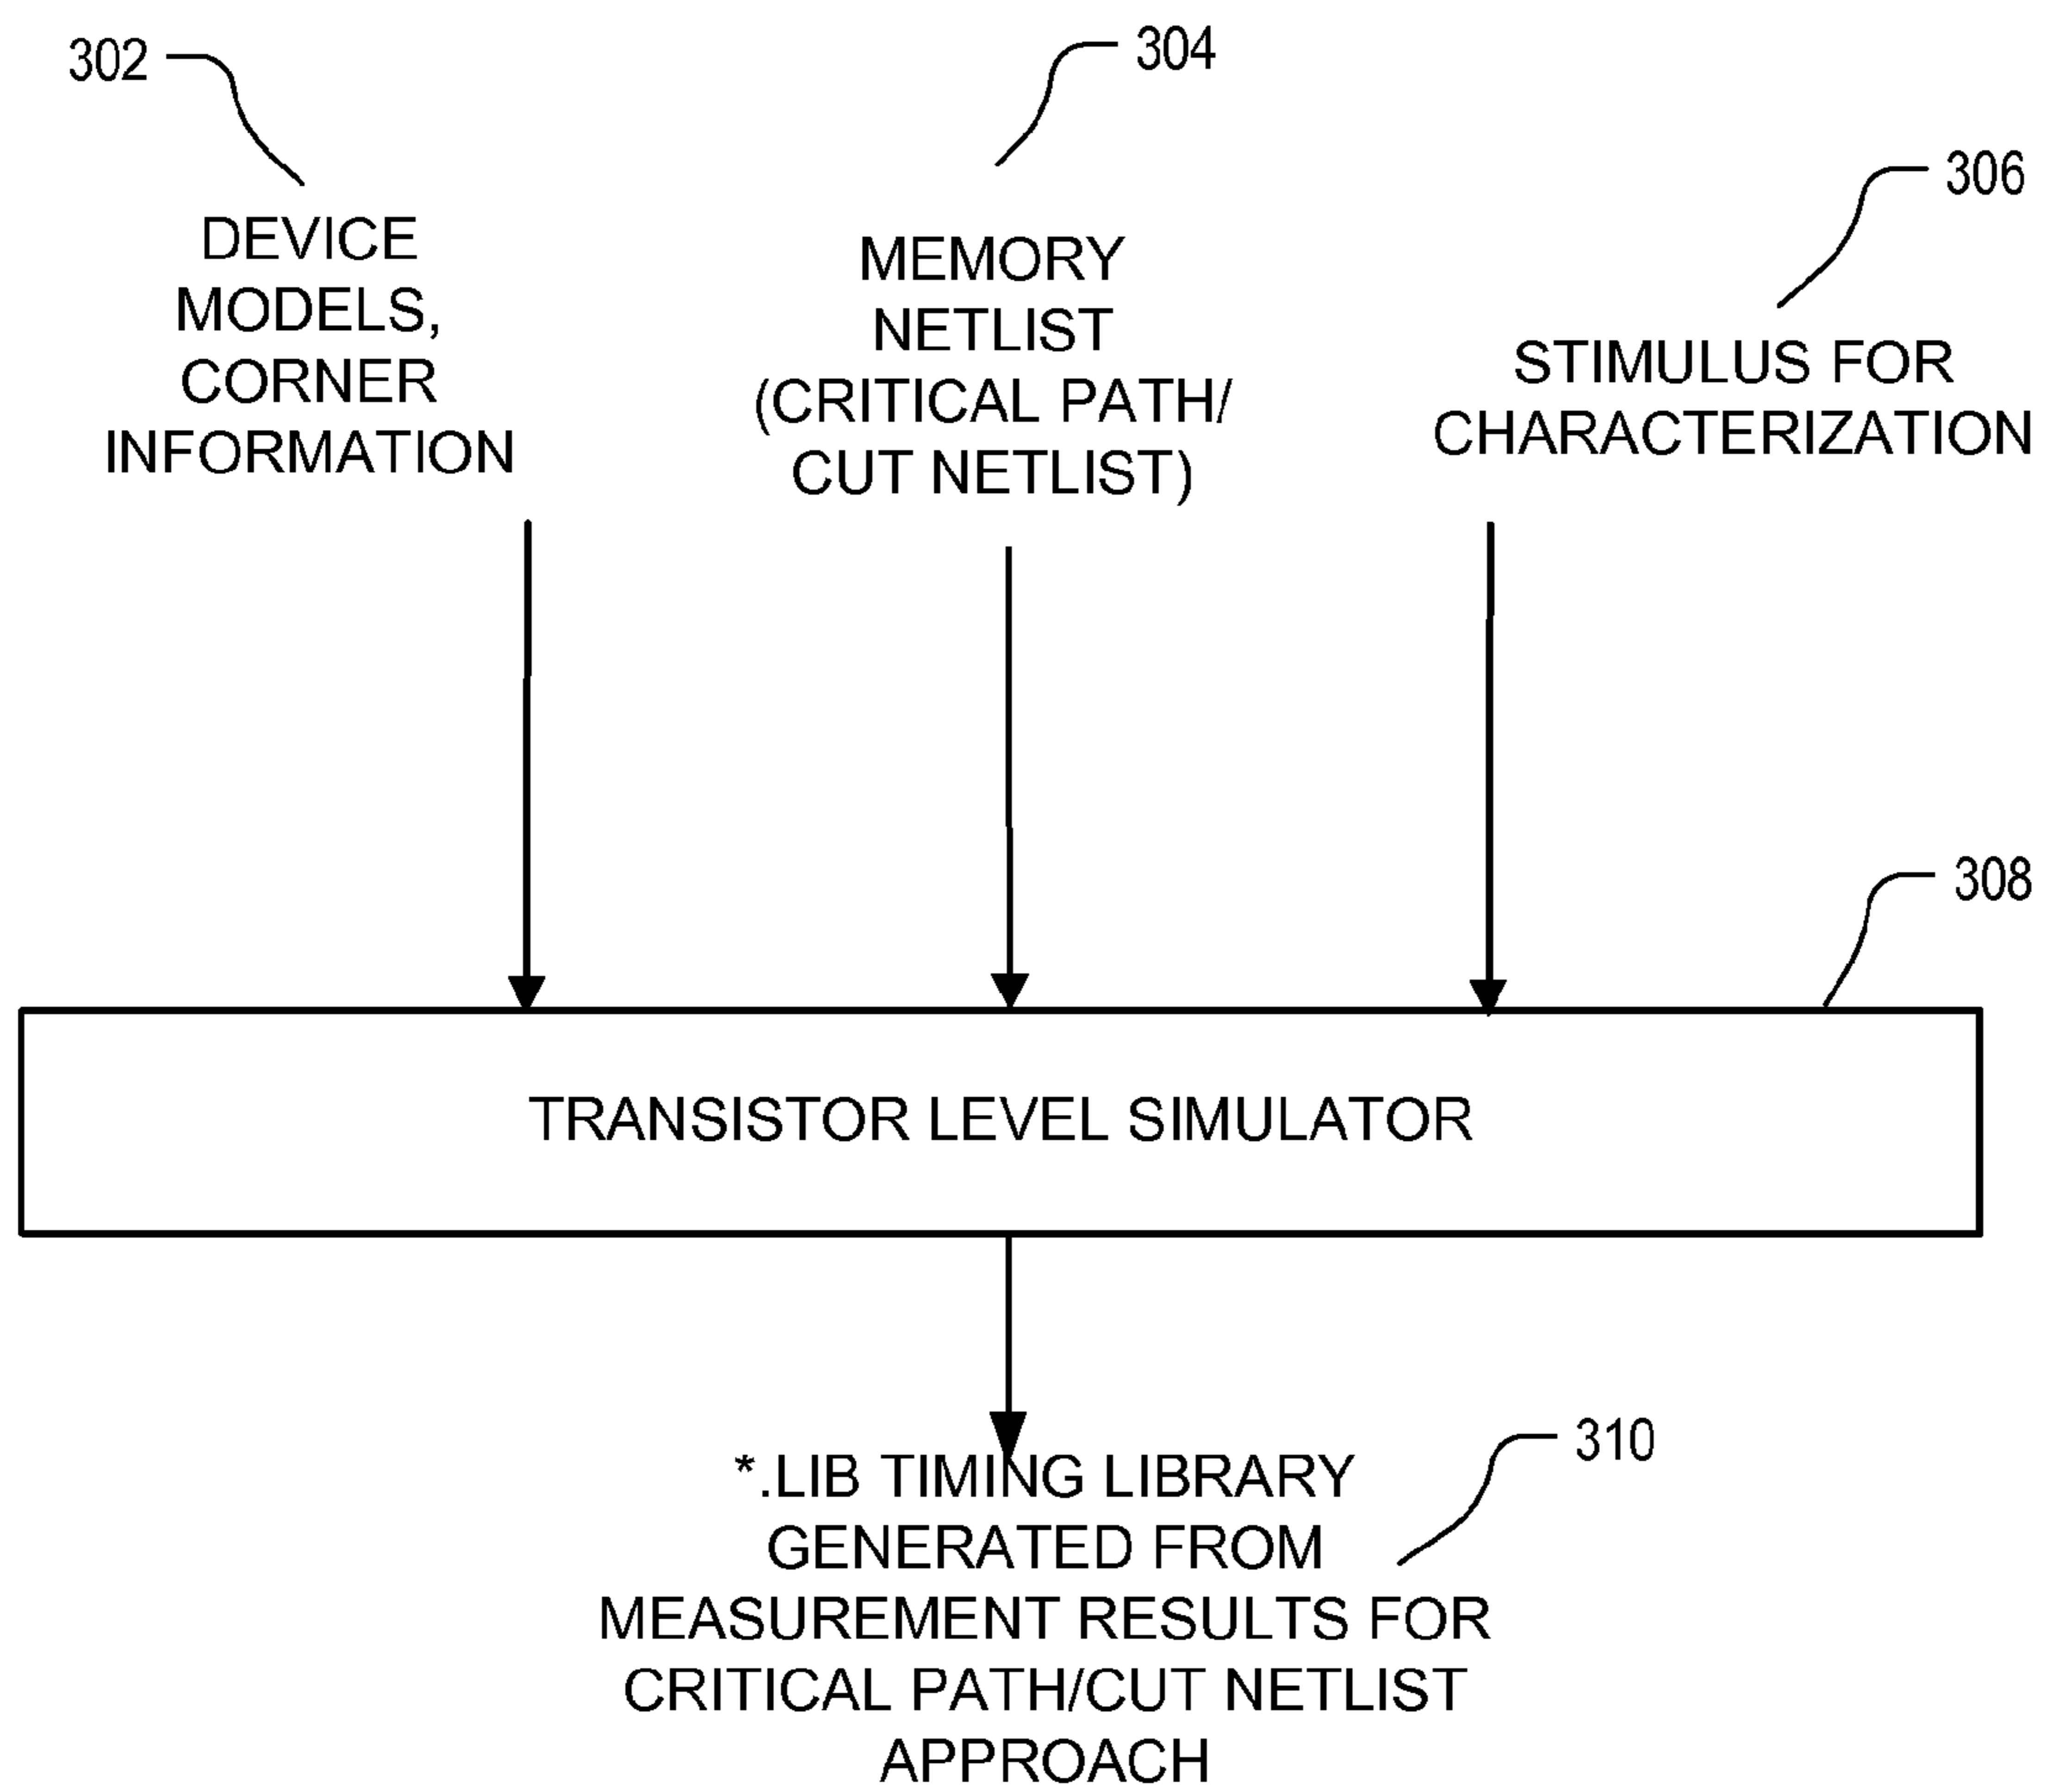 302
DEVICE
MODELS,
CORNER
INFORMATION
304
MEMORY
NETLIST
(CRITICAL PATH/
CUT NETLIST)
306
STIMULUS FOR
CHARACTERIZATION
308
TRANSISTOR LEVEL SIMULATOR
310
*.LIB TIMING LIBRARY
GENERATED FROM
MEASUREMENT RESULTS FOR
CRITICAL PATH/CUT NETLIST
APPROACH